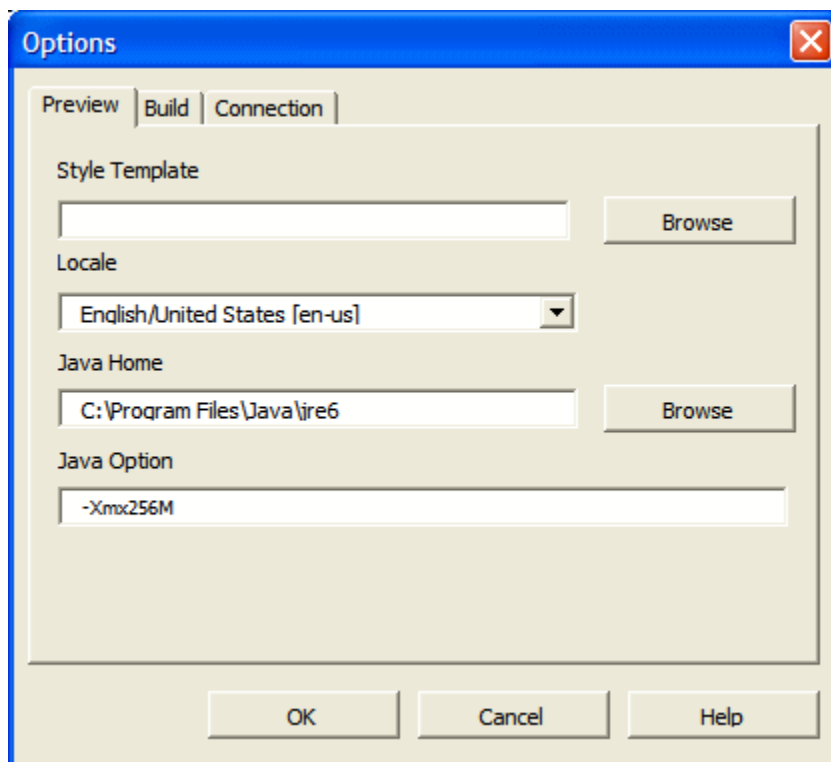 Options
Preview Build Connection
Style Template
Browse
Locale
English/United States [en-us]
Java Home
C:\Program Files\Java\jre6 Browse
Java Option
-Xmx256M
OK Cancel Help